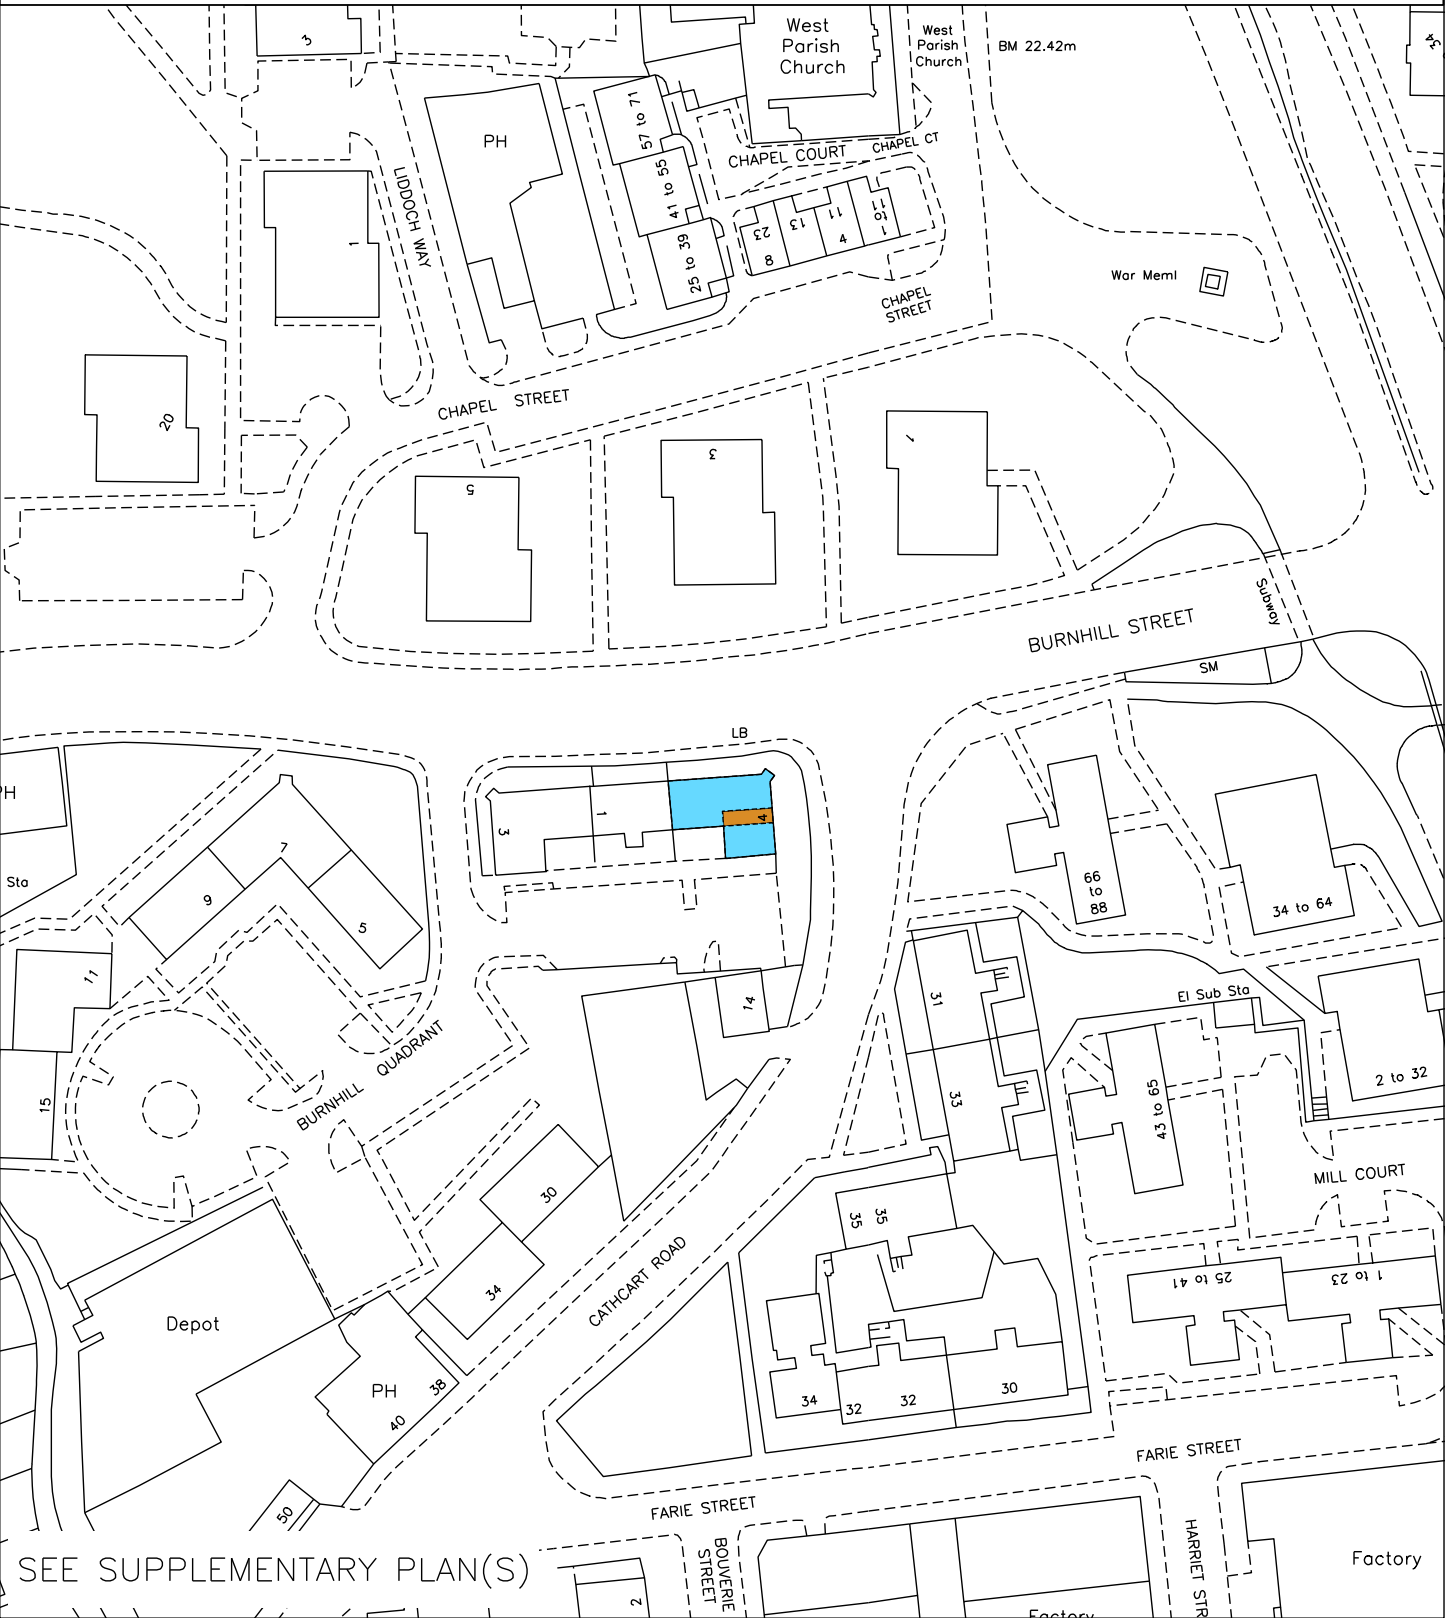 3
West
Parish
Church
West
Parish
Church
BM 22.42m
34
PH
57 to 71
CHAPEL COURT
CHAPEL CT
41 to 55
LIDDOCH WAY
1
23
13
11
1 to 11
8
4
25 to 39
CHAPEL
STREET
War Meml
20
CHAPEL STREET
5
3
1
Subway
BURNHILL STREET
SM
LB
PH
3
1
4
7
Sta
9
5
66
to
88
34 to 64
11
14
31
El Sub Sta
BURNHILL QUADRANT
15
33
43 to 65
2 to 32
MILL COURT
30
35
35
34
CATHCART ROAD
25 to 41
1 to 23
Depot
PH
38
40
34
32
32
30
FARIE STREET
FARIE STREET
50
BOUVERIE
STREET
HARRIET STR
SEE SUPPLEMENTARY PLAN(S)
Factory
2
Factory